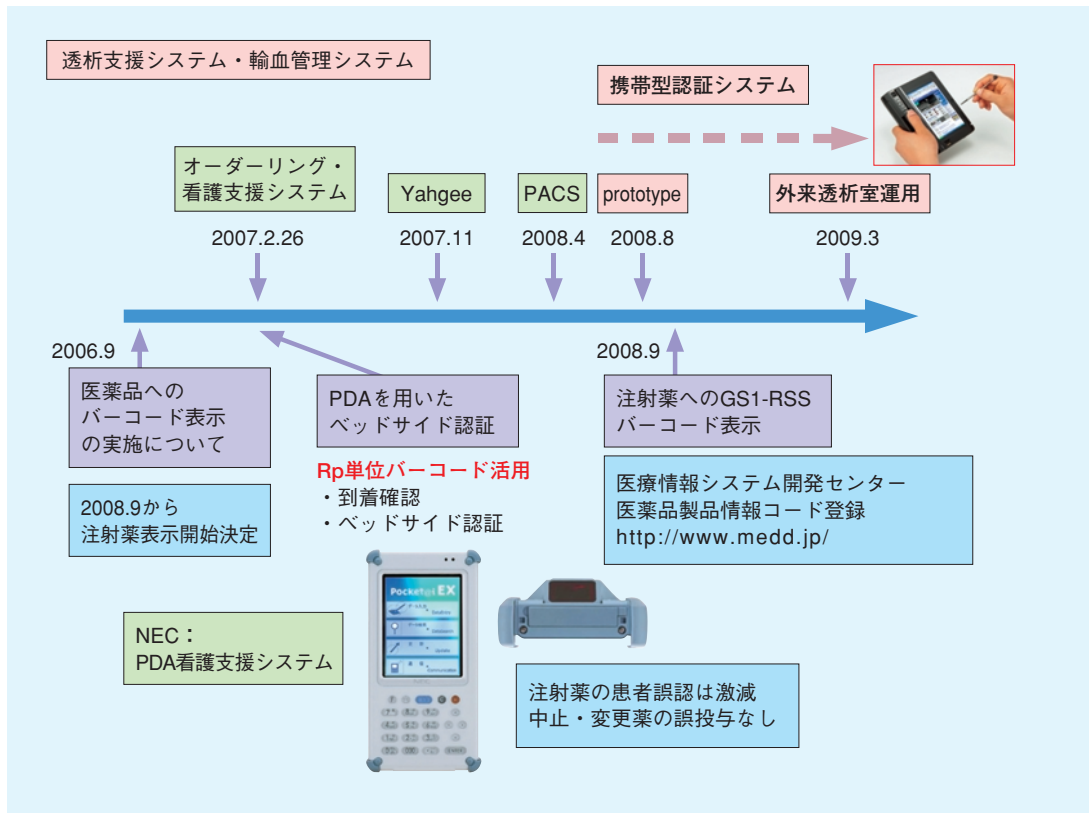 透析支援システム・輸血管理システム
携帯型認証システム
オーダーリング・
看護支援システム
Yahgee
PACS
prototype
外来透析室運用
2007.2.26
2007.11
2008.4
2008.8
2009.3
2006.9
2008.9
医薬品への
バーコード表示
の実施について
PDAを用いた
ベッドサイド認証
注射薬へのGS1-RSS
バーコード表示
2008.9から
注射薬表示開始決定
Rp単位バーコード活用
・到着確認
・ベッドサイド認証
医療情報システム開発センター
医薬品製品情報コード登録
http://www.medd.jp/
NEC：
PDA看護支援システム
Pocket@i EX
注射薬の患者誤認は激減
中止・変更薬の誤投与なし